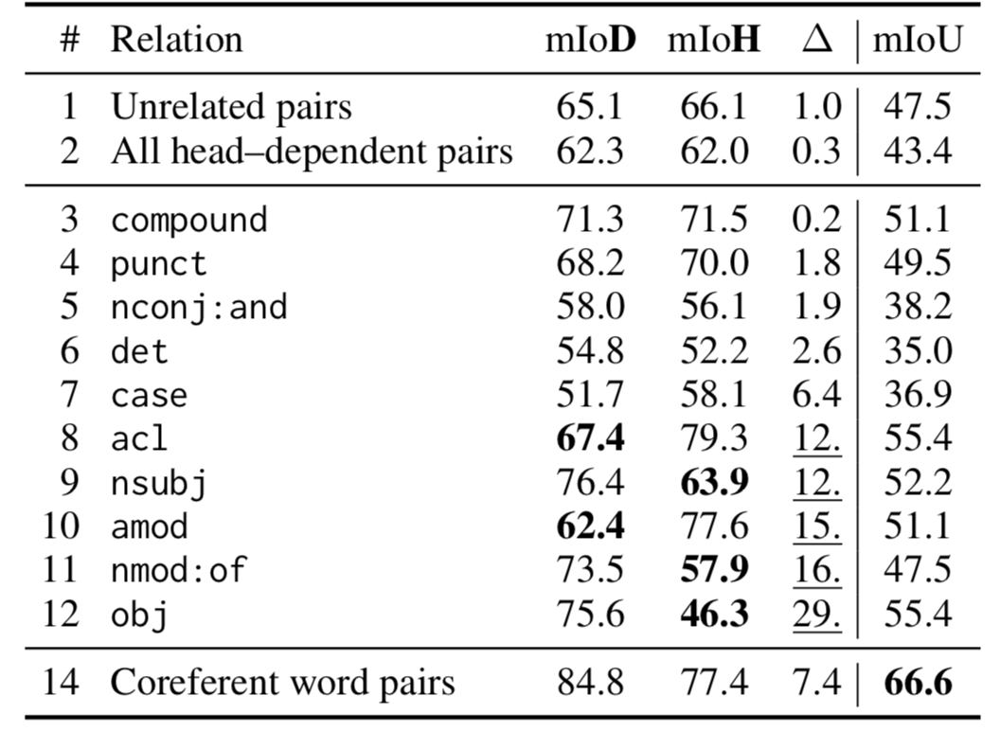 # Relation mIoD mIoH Δ mIoU
1 Unrelated pairs 65.1 66.1 1.0 47.5
2 All head–dependent pairs 62.3 62.0 0.3 43.4
3 compound 71.3 71.5 0.2 51.1
4 punct 68.2 70.0 1.8 49.5
5 nconj:and 58.0 56.1 1.9 38.2
6 det 54.8 52.2 2.6 35.0
7 case 51.7 58.1 6.4 36.9
8 acl 67.4 79.3 12. 55.4
9 nsubj 76.4 63.9 12. 52.2
10 amod 62.4 77.6 15. 51.1
11 nmod:of 73.5 57.9 16. 47.5
12 obj 75.6 46.3 29. 55.4
14 Coreferent word pairs 84.8 77.4 7.4 66.6